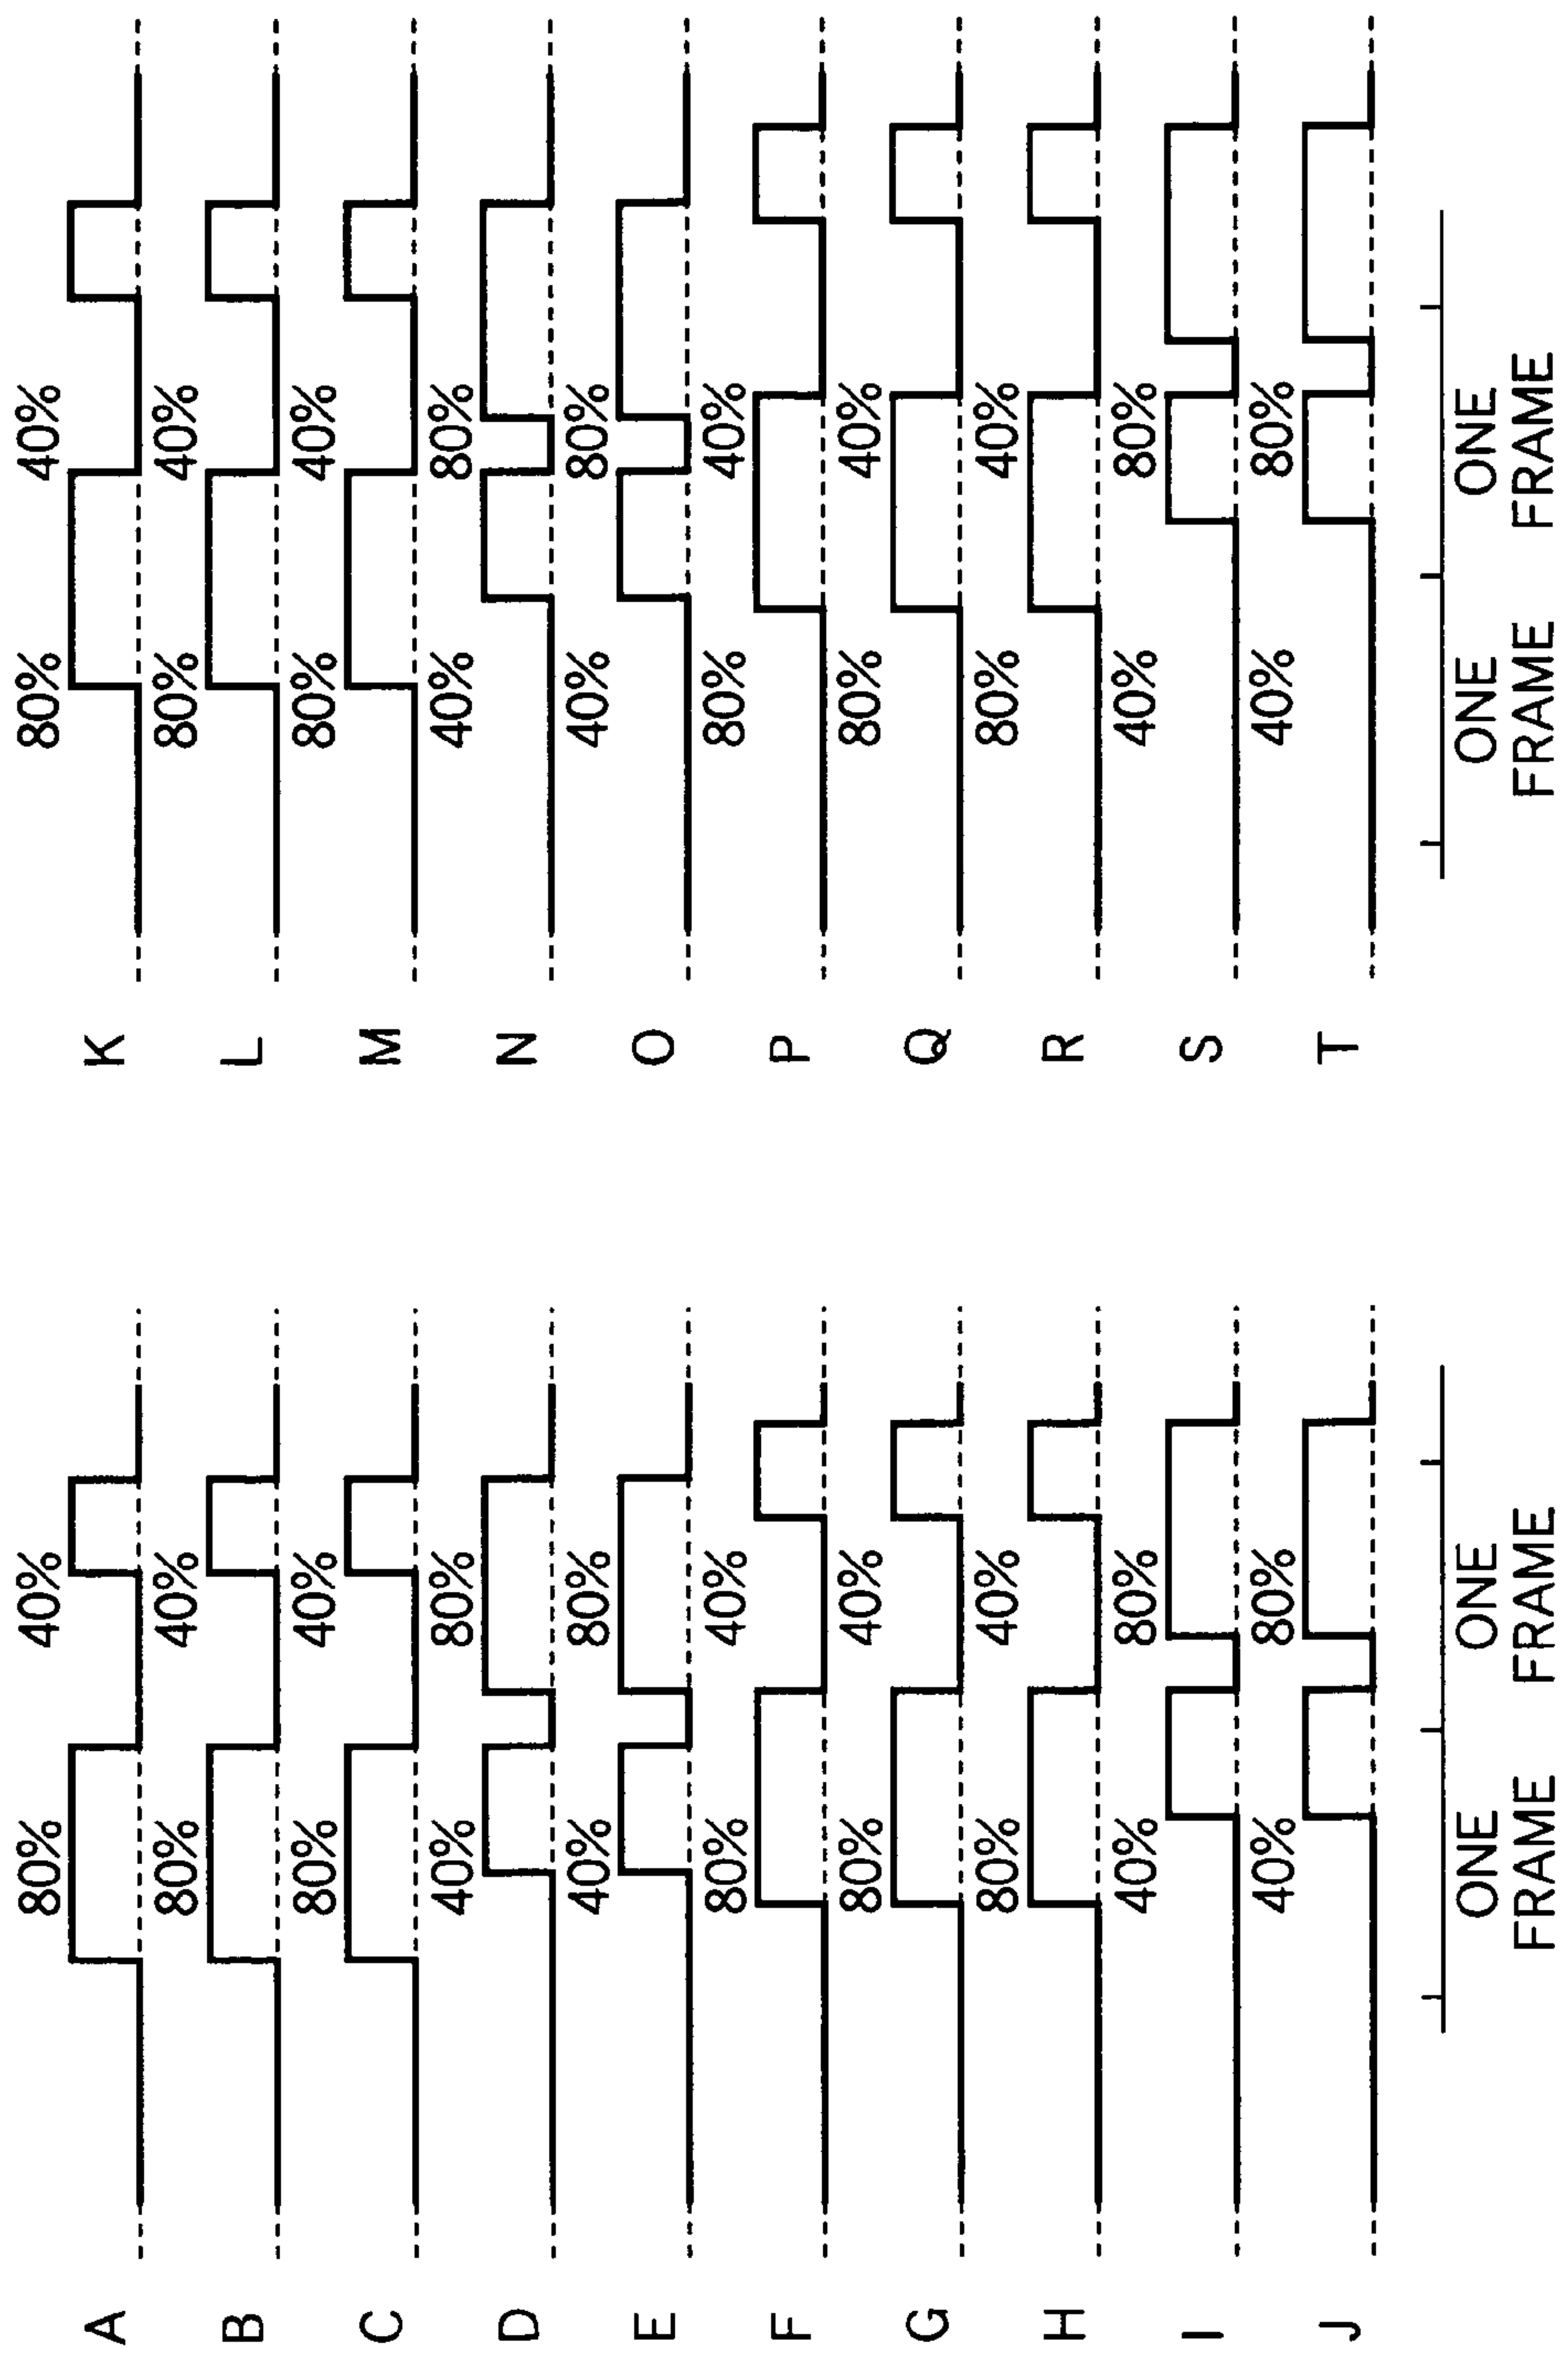 A 80% 40%
B 80% 40%
C 80% 40%
D 40% 80%
E 40% 80%
F 80% 40%
G 80% 40%
H 80% 40%
I 40% 80%
J 40% 80%
ONE FRAME
ONE FRAME
K 80% 40%
L 80% 40%
M 80% 40%
N 40% 80%
O 40% 80%
P 80% 40%
Q 80% 40%
R 80% 40%
S 40% 80%
T 40% 80%
ONE FRAME
ONE FRAME